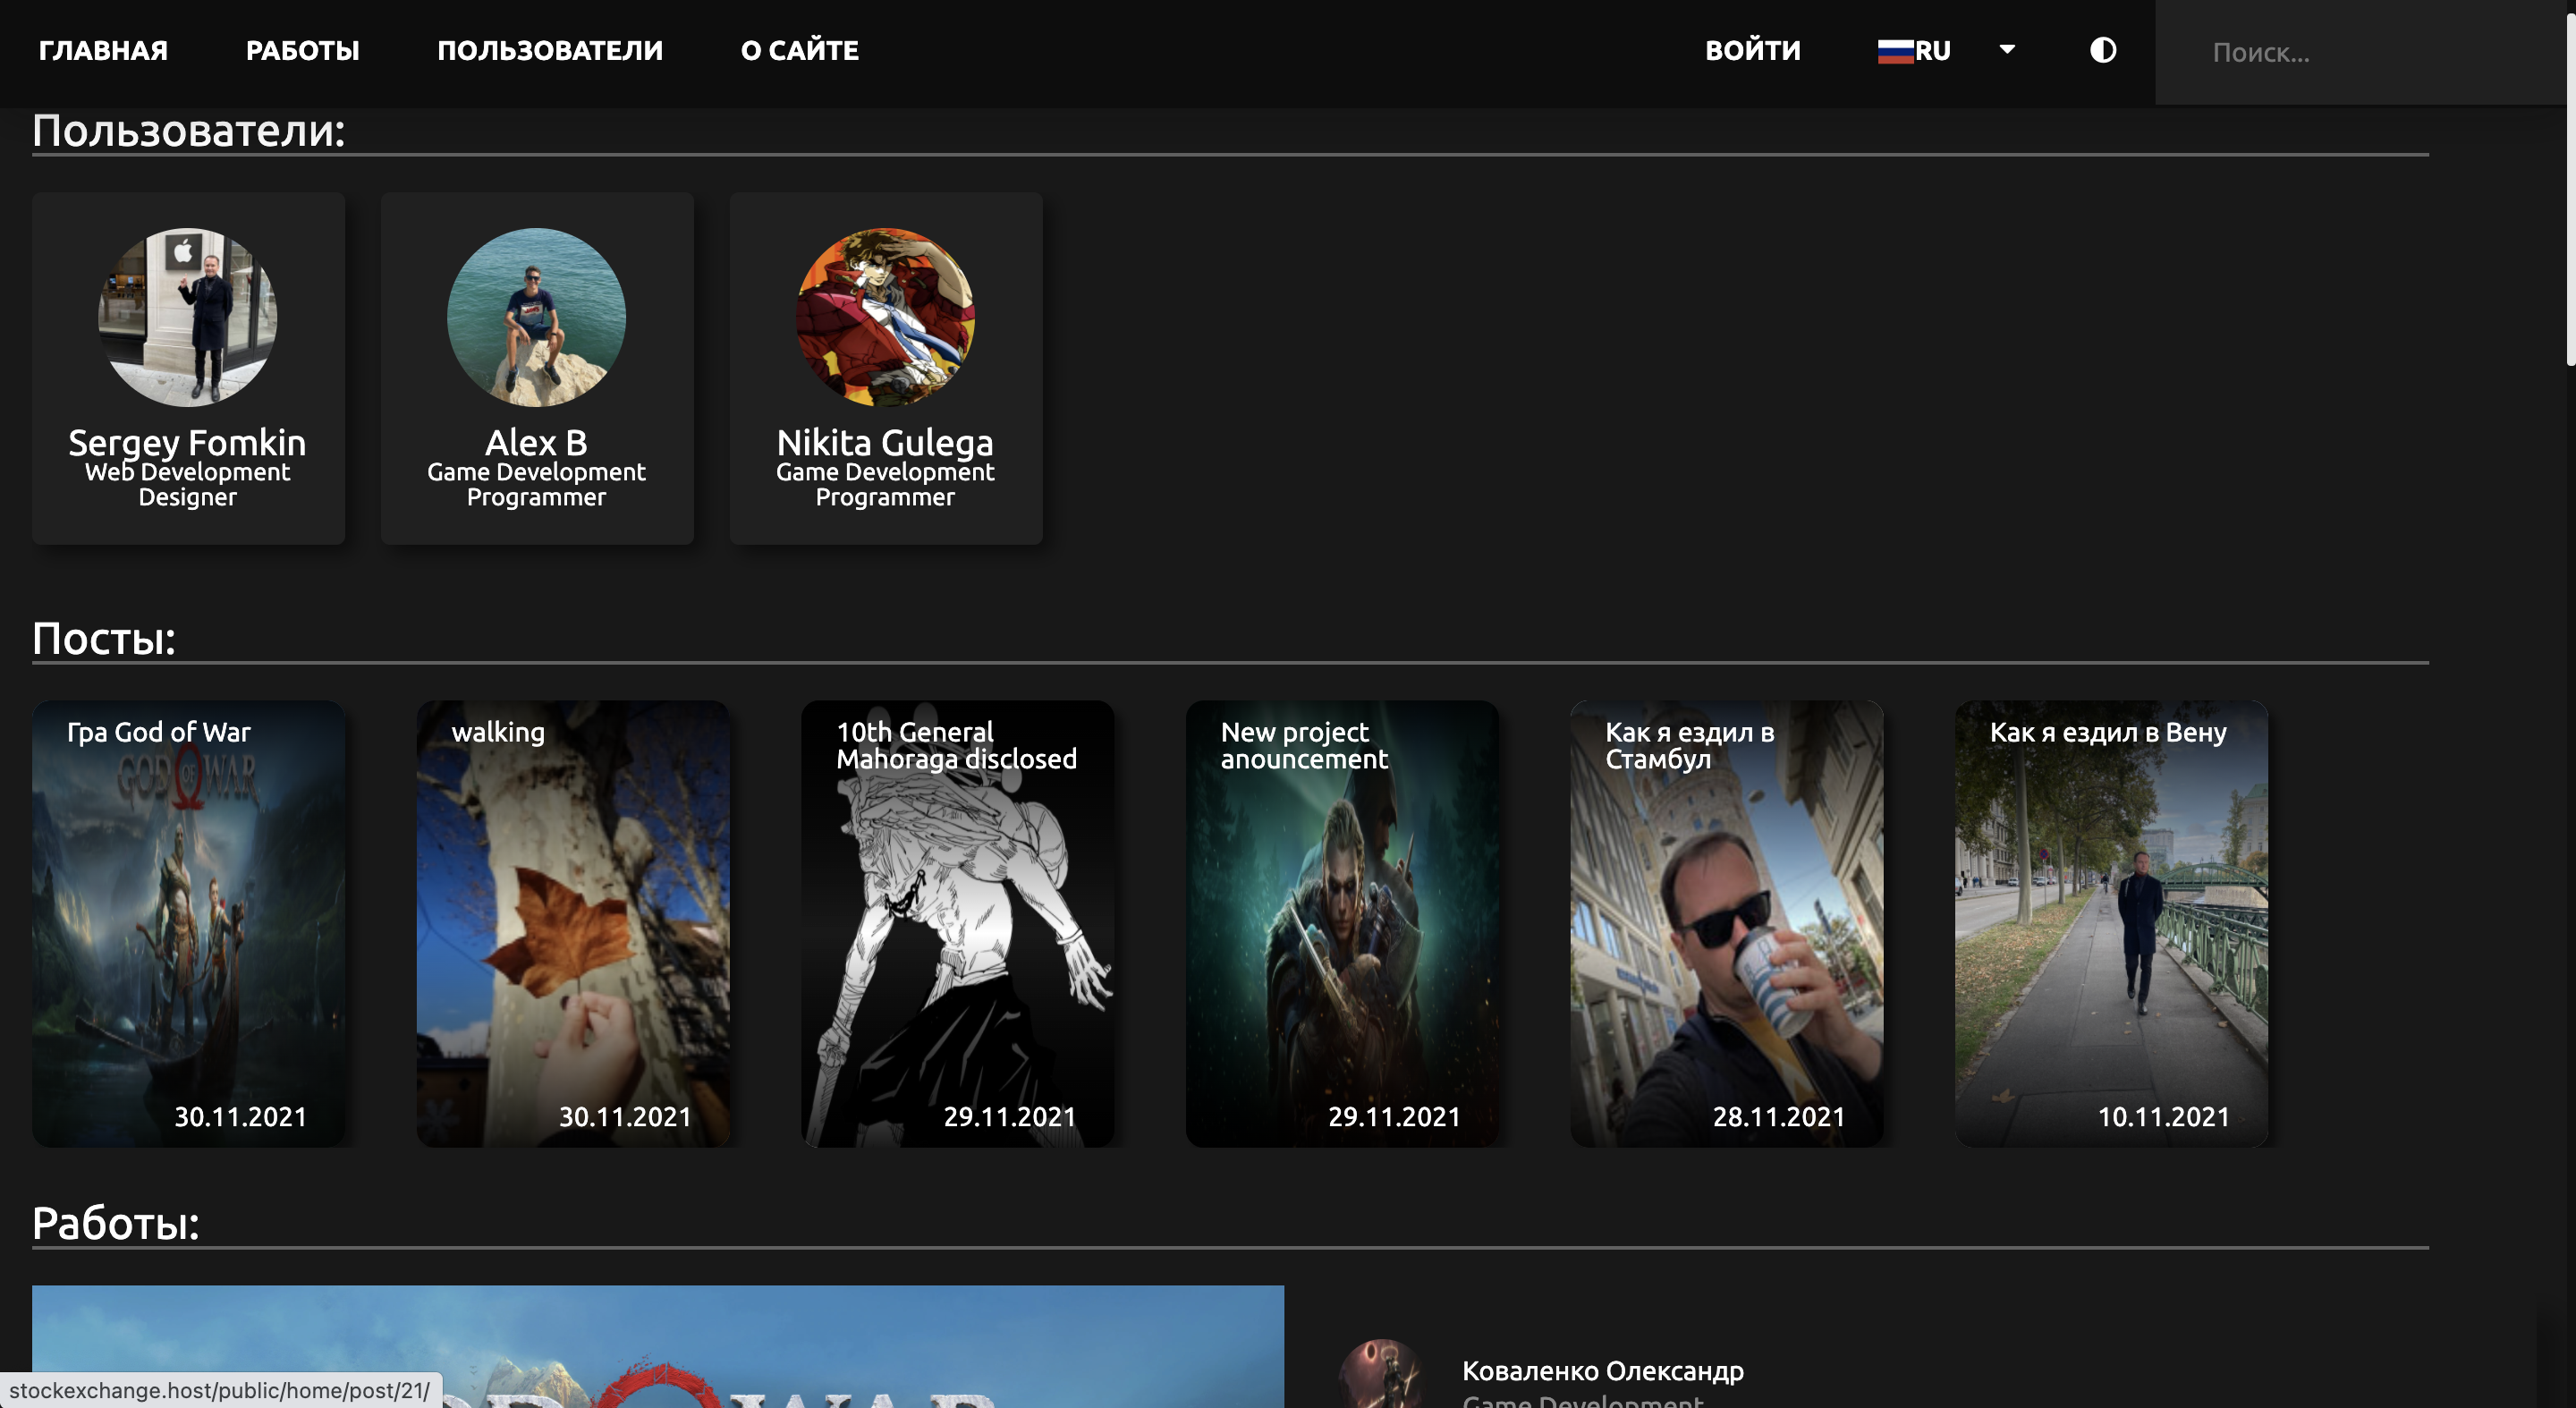 ГЛАВНАЯ РАБОТЫ ПОЛЬЗОВАТЕЛИ О САЙТЕ ВОЙТИ RU Поиск...
Пользователи:
Sergey Fomkin
Web Development
Designer
Alex B
Game Development
Programmer
Nikita Gulega
Game Development
Programmer
Посты:
Гра God of War
GOD OF WAR
30.11.2021
walking
30.11.2021
10th General
Mahoraga disclosed
29.11.2021
New project
anouncement
29.11.2021
Как я ездил в
Стамбул
28.11.2021
Как я ездил в Вену
10.11.2021
Работы:
Коваленко Олександр
Game Development
stockexchange.host/public/home/post/21/